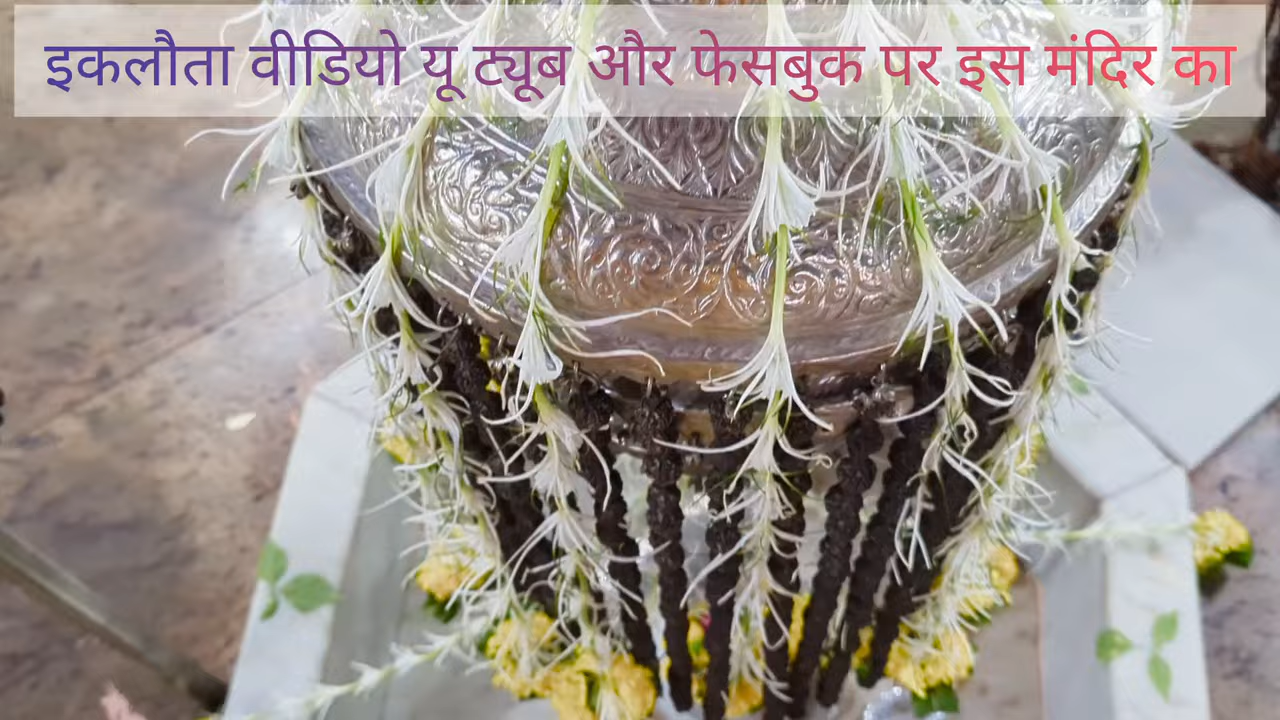 इकलौता वीडियो यू ट्यूब और फेसबुक पर इस मंदिर का